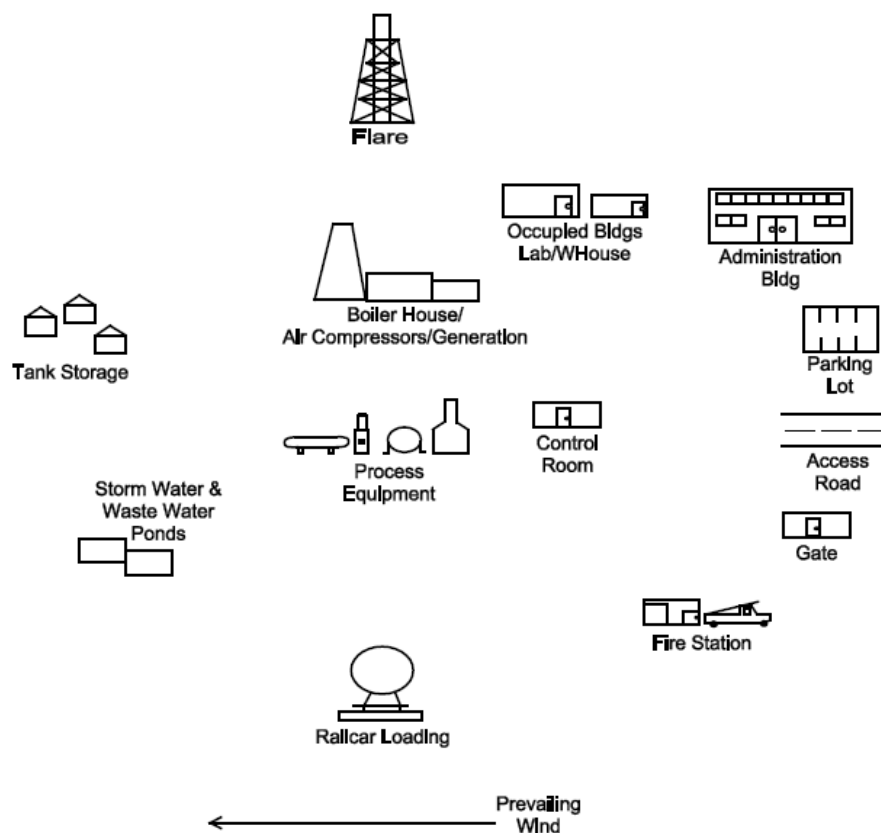 Flare
Occupled Bldgs
Lab/WHouse
Administration
Bldg
Boiler House/
Air Compressors/Generation
Tank Storage
Parking
Lot
Control
Room
Access
Road
Process
Equipment
Storm Water &
Waste Water
Ponds
Gate
Fire Station
Railcar Loading
Prevailing
Wind